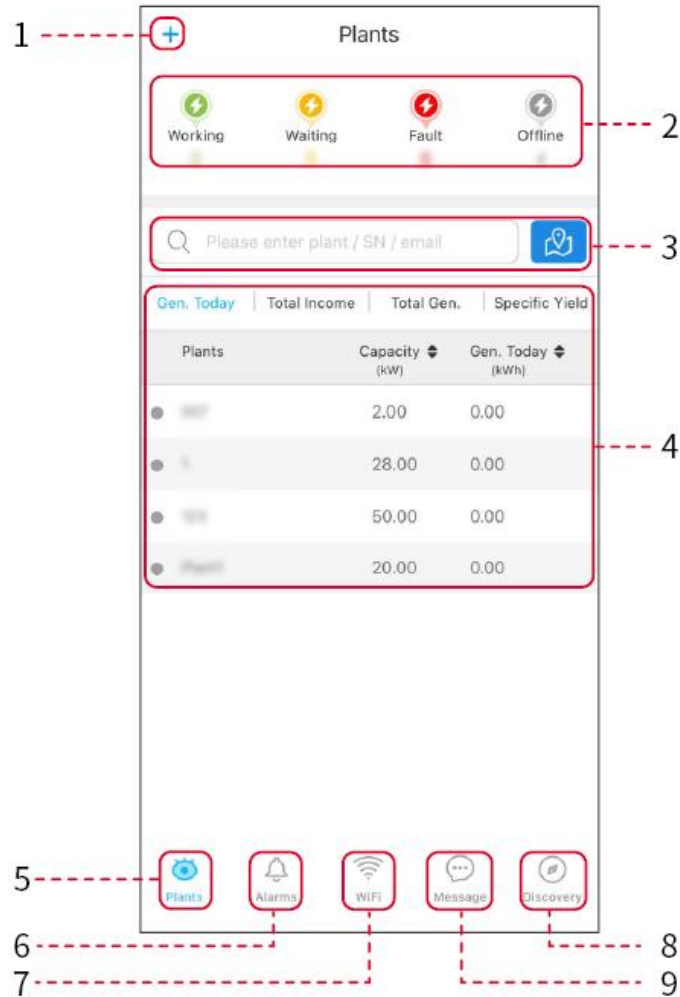 1
Plants
Working Waiting Fault Offline
2
Please enter plant / SN / email
3
Gen. Today Total Income Total Gen. Specific Yield
Plants Capacity Gen. Today
(kW) (kWh)
2.00 0.00
28.00 0.00
4
50.00 0.00
20.00 0.00
5
Plants Alarms WiFi Message Discovery
6 8
7 9